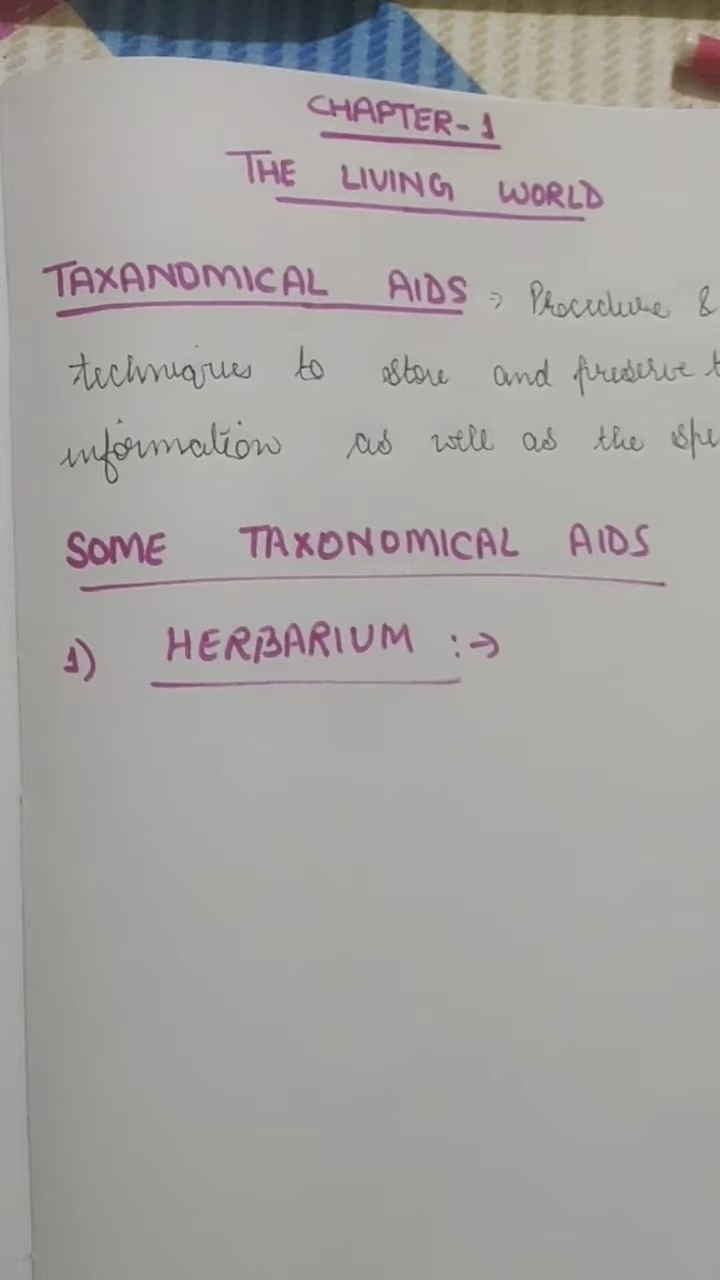 CHAPTER-1
THE LIVING WORLD
TAXANOMICAL AIDS → Procedure &
techniques to store and preserve
information as well as the
SOME TAXONOMICAL AIDS
1) HERBARIUM :→